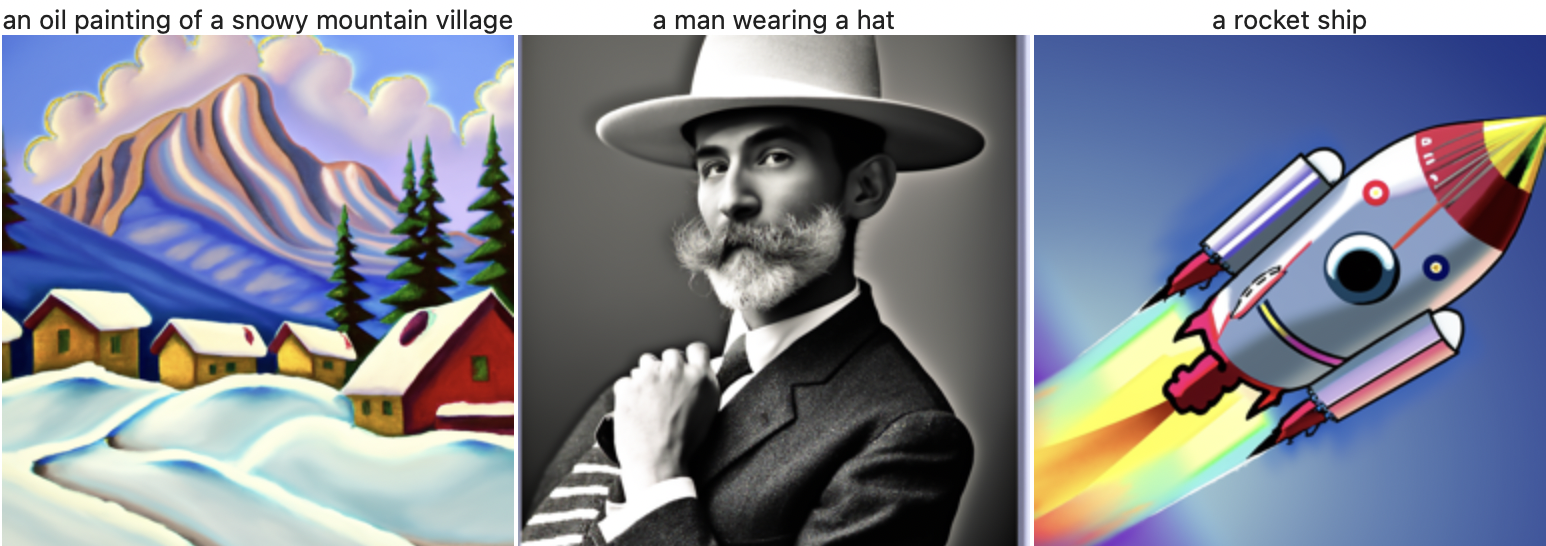 an oil painting of a snowy mountain village
a man wearing a hat
a rocket ship